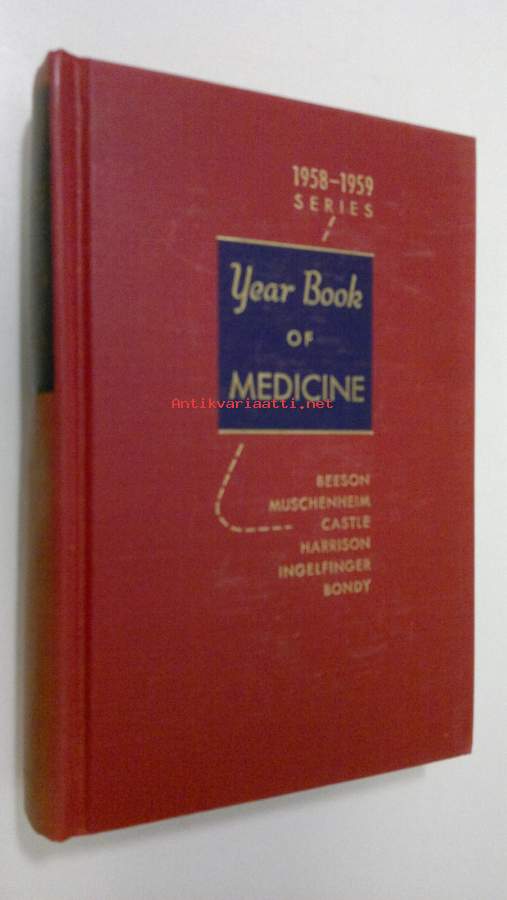 1958-1959
SERIES
Year Book
OF
MEDICINE
Antikvariaatti.net
BEESON
MUSCHENHEIM
CASTLE
HARRISON
INGELFINGER
BONDY